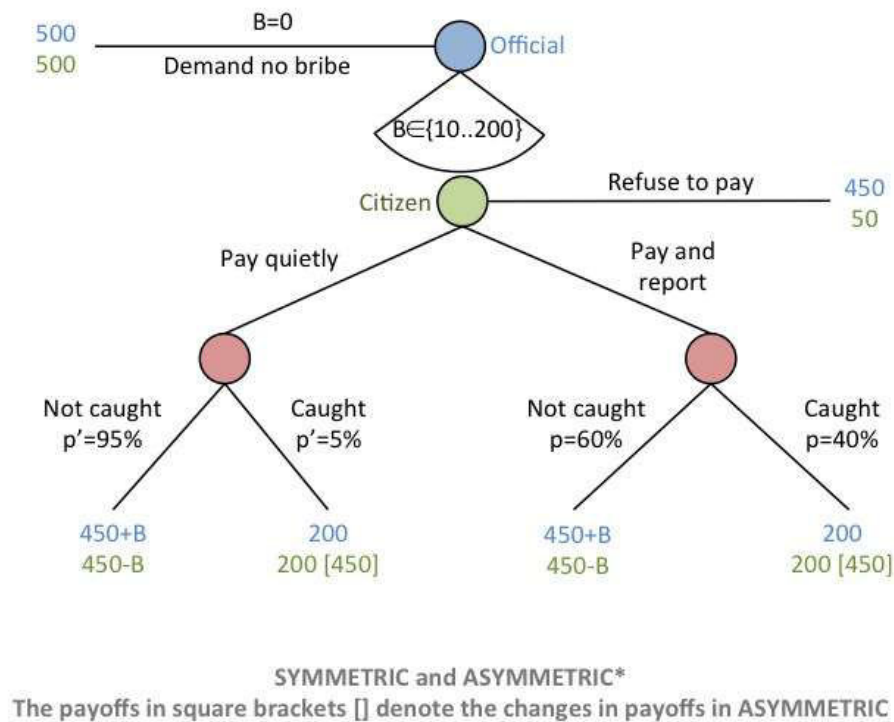 B=0
500
500
Demand no bribe
Official
B∈{10..200}
Refuse to pay
450
50
Citizen
Pay quietly
Pay and
report
Not caught
p'=95%
Caught
p'=5%
Not caught
p=60%
Caught
p=40%
450+B
450-B
200
200 [450]
450+B
450-B
200
200 [450]
SYMMETRIC and ASYMMETRIC*
The payoffs in square brackets [] denote the changes in payoffs in ASYMMETRIC